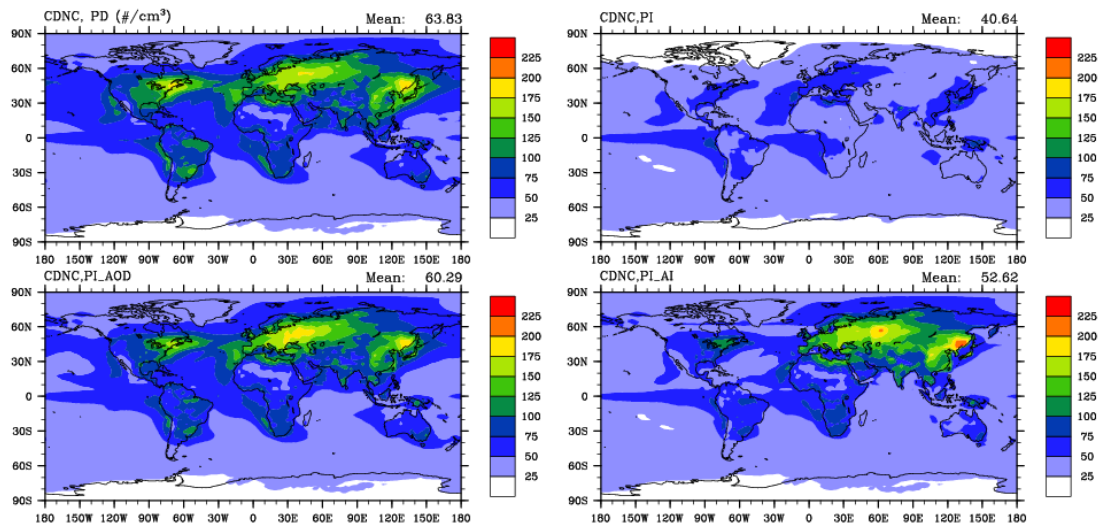 CDNC, PD (#/cm³) Mean: 63.83
90N
60N
30N
0
30S
60S
90S
180 150W 120W 90W 60W 30W 0 30E 60E 90E 120E 150E 180
225
200
175
150
125
100
75
50
25
CDNC,PI Mean: 40.64
90N
60N
30N
0
30S
60S
90S
180 150W 120W 90W 60W 30W 0 30E 60E 90E 120E 150E 180
225
200
175
150
125
100
75
50
25
CDNC,PI_AOD Mean: 60.29
90N
60N
30N
0
30S
60S
90S
180 150W 120W 90W 60W 30W 0 30E 60E 90E 120E 150E 180
225
200
175
150
125
100
75
50
25
CDNC,PI_AI Mean: 52.62
90N
60N
30N
0
30S
60S
90S
180 150W 120W 90W 60W 30W 0 30E 60E 90E 120E 150E 180
225
200
175
150
125
100
75
50
25